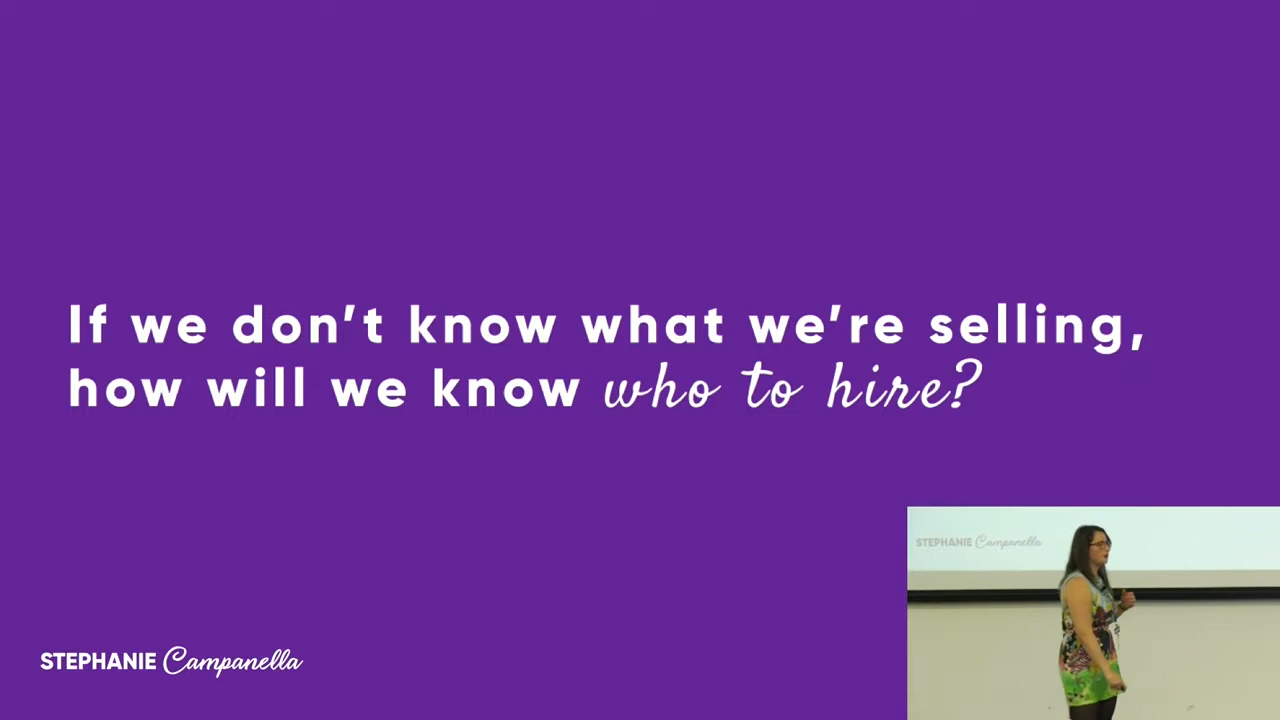 If we don’t know what we’re selling,
how will we know who to hire?
STEPHANIE Campanella
STEPHANIE Campanella